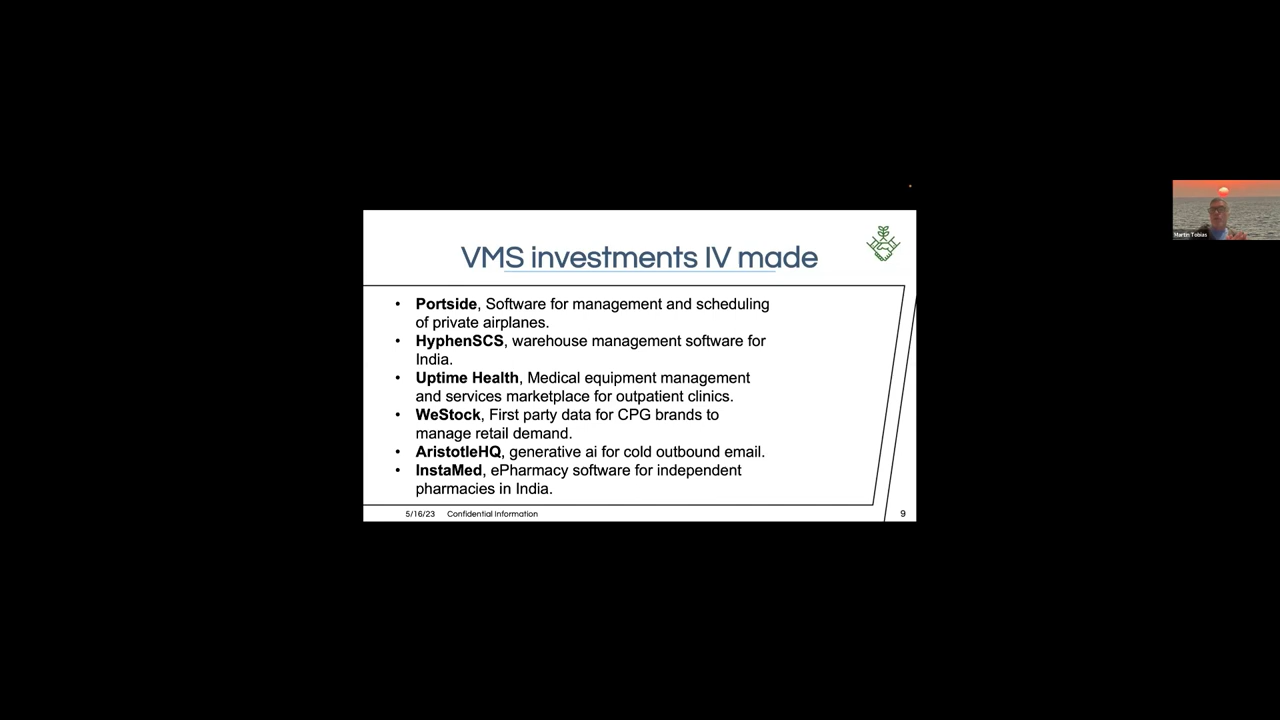 VMS investments IV made
• Portside, Software for management and scheduling
of private airplanes.
• HyphenSCS, warehouse management software for
India.
• Uptime Health, Medical equipment management
and services marketplace for outpatient clinics.
• WeStock, First party data for CPG brands to
manage retail demand.
• AristotleHQ, generative ai for cold outbound email.
• InstaMed, ePharmacy software for independent
pharmacies in India.
5/16/23 Confidential Information 9
Martin Tobias